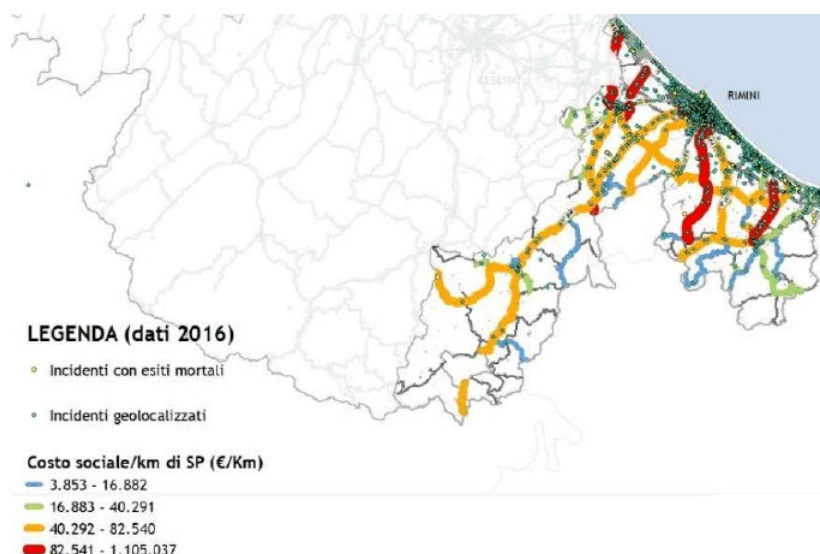 CESENA
RIMINI
LEGENDA (dati 2016)
Incidenti con esiti mortali
Incidenti geolocalizzati
Costo sociale/km di SP (€/Km)
3.853 - 16.882
16.883 - 40.291
40.292 - 82.540
82.541 - 1.105.037